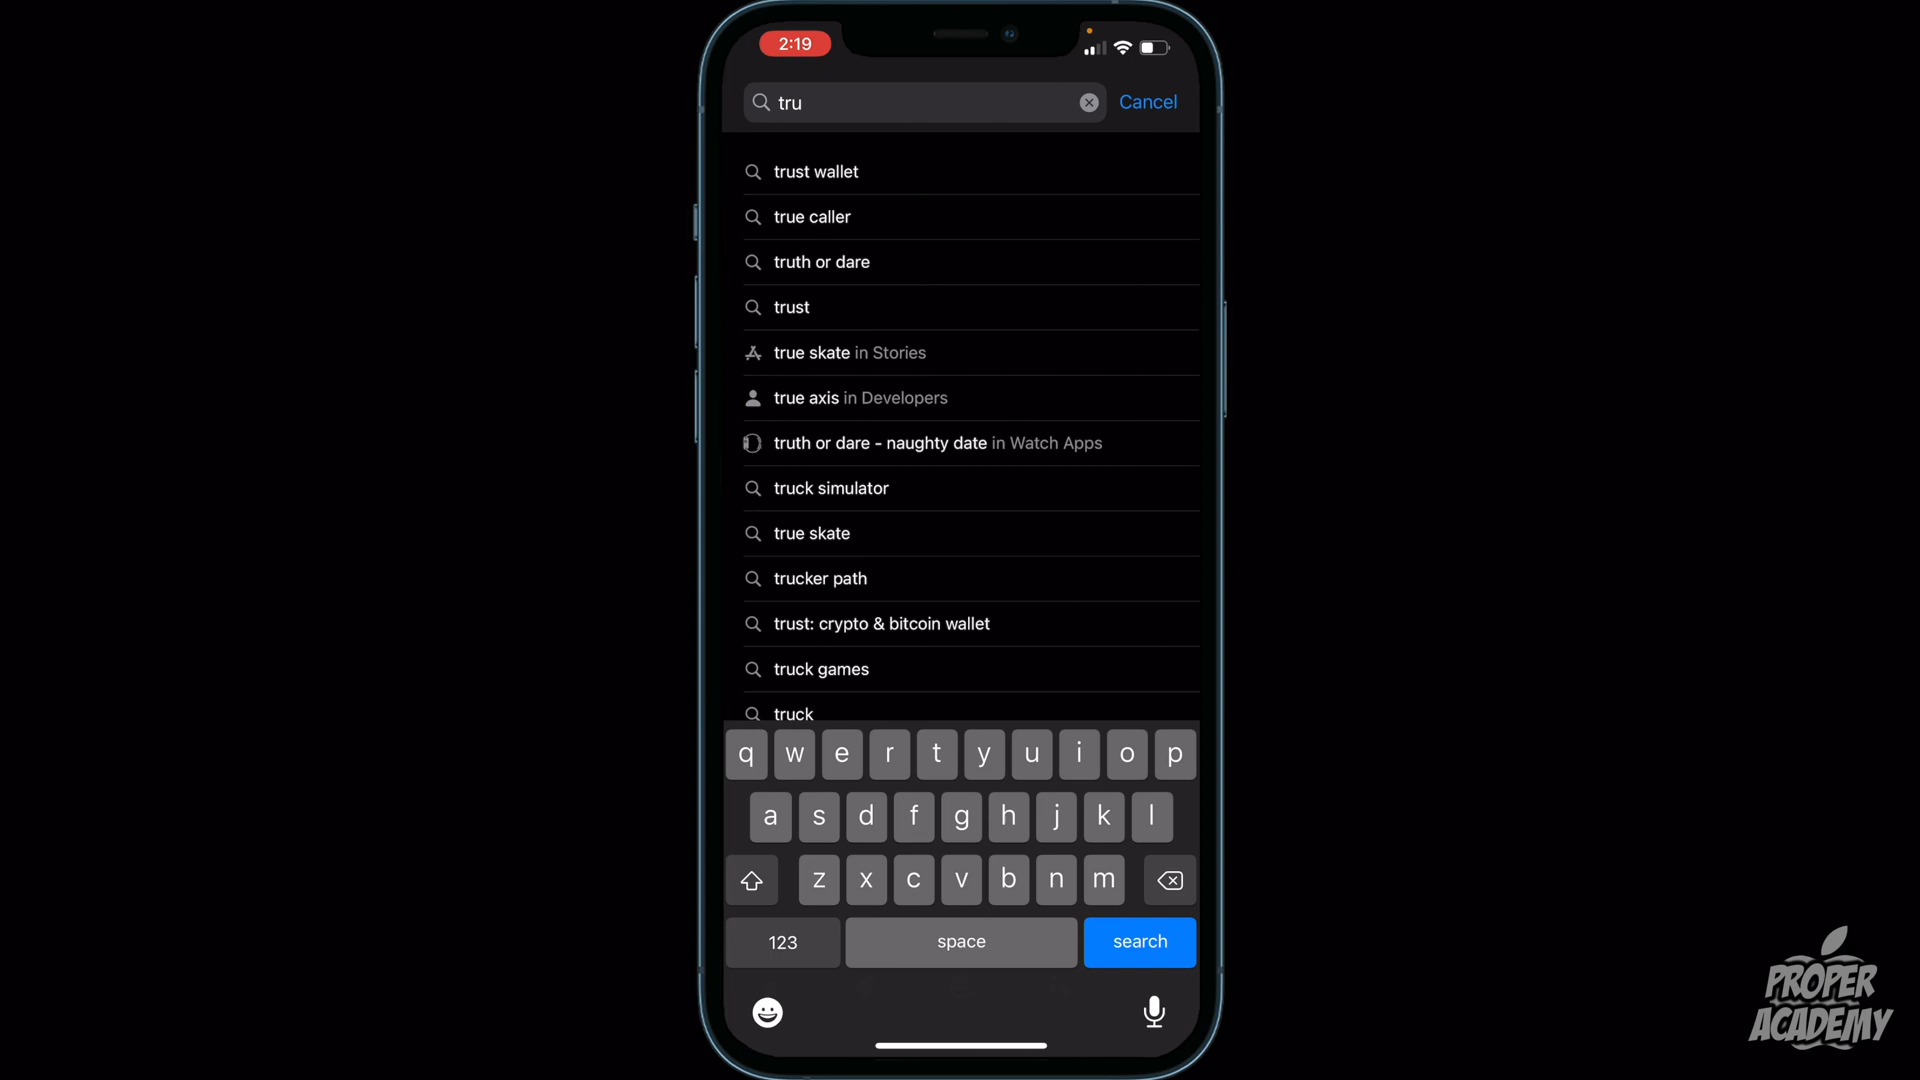 2:19
tru
Cancel
trust wallet
true caller
truth or dare
trust
true skate in Stories
true axis in Developers
truth or dare - naughty date in Watch Apps
truck simulator
true skate
trucker path
trust: crypto & bitcoin wallet
truck games
truck
q w e r t y u i o p
a s d f g h j k l
z x c v b n m
123 space search
PROPER
ACADEMY